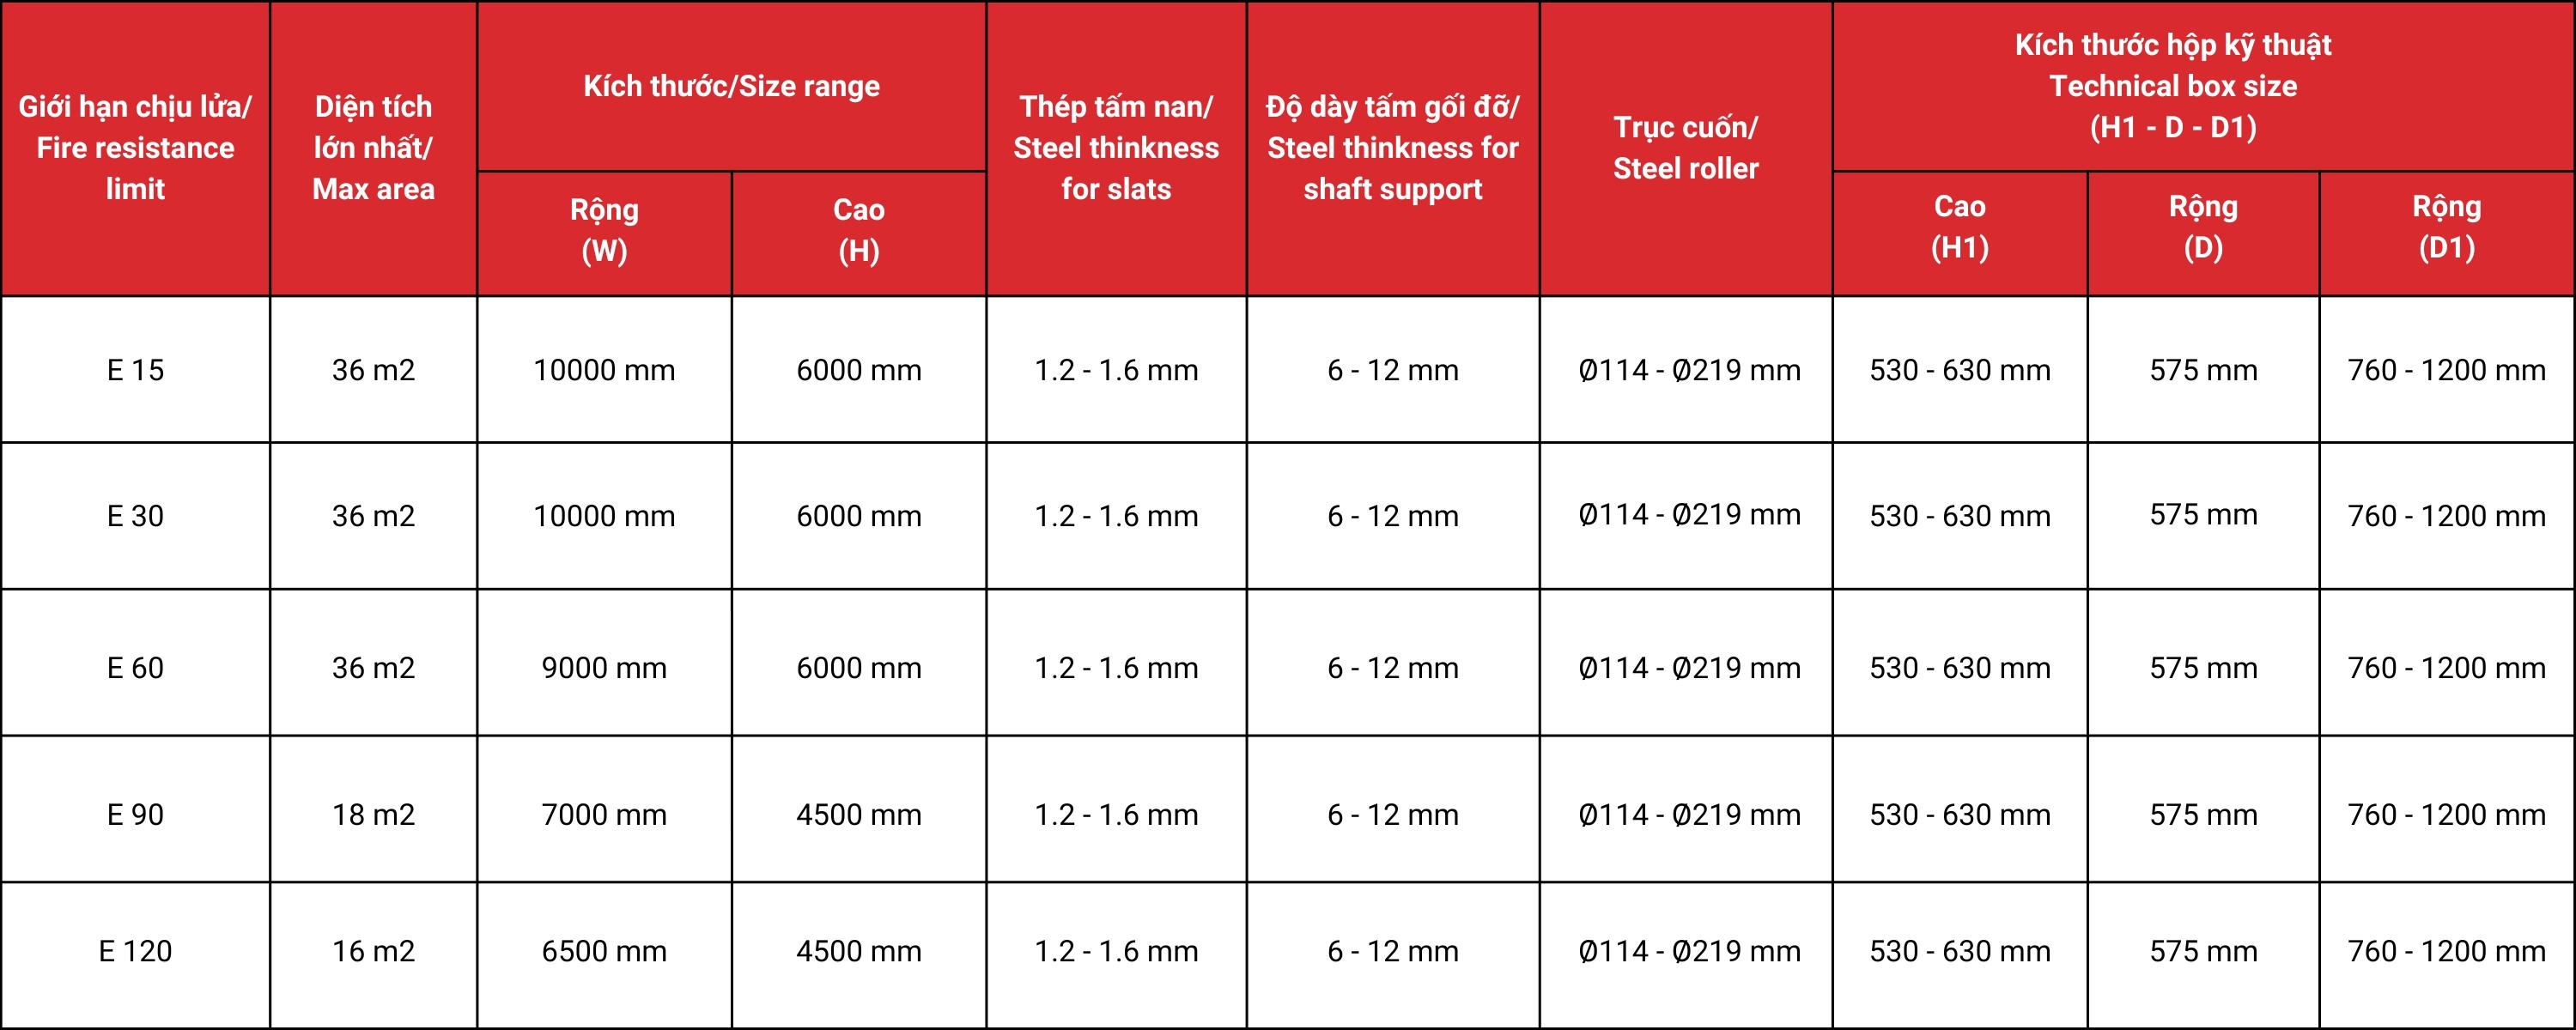 Giới hạn chịu lửa/
Fire resistance
limit
Diện tích
lớn nhất/
Max area
Kích thước/Size range
Rộng
(W)
Cao
(H)
Thép tấm nan/
Steel thinkness
for slats
Độ dày tấm gối đỡ/
Steel thinkness for
shaft support
Trục cuốn/
Steel roller
Kích thước hộp kỹ thuật
Technical box size
(H1 - D - D1)
Cao
(H1)
Rộng
(D)
Rộng
(D1)
E 15 36 m2 10000 mm 6000 mm 1.2 - 1.6 mm 6 - 12 mm Ø114 - Ø219 mm 530 - 630 mm 575 mm 760 - 1200 mm
E 30 36 m2 10000 mm 6000 mm 1.2 - 1.6 mm 6 - 12 mm Ø114 - Ø219 mm 530 - 630 mm 575 mm 760 - 1200 mm
E 60 36 m2 9000 mm 6000 mm 1.2 - 1.6 mm 6 - 12 mm Ø114 - Ø219 mm 530 - 630 mm 575 mm 760 - 1200 mm
E 90 18 m2 7000 mm 4500 mm 1.2 - 1.6 mm 6 - 12 mm Ø114 - Ø219 mm 530 - 630 mm 575 mm 760 - 1200 mm
E 120 16 m2 6500 mm 4500 mm 1.2 - 1.6 mm 6 - 12 mm Ø114 - Ø219 mm 530 - 630 mm 575 mm 760 - 1200 mm